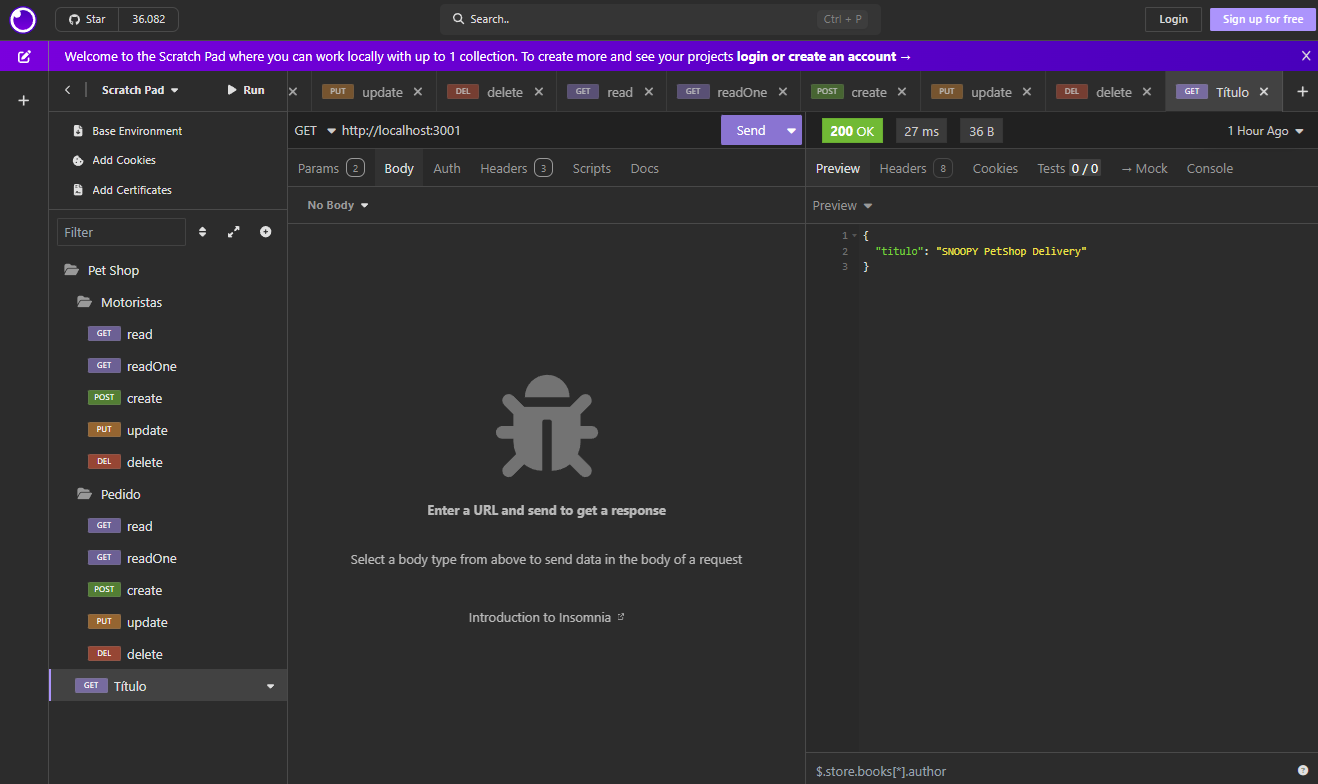 Star 36.082 Search.. Ctrl + P Login Sign up for free
Welcome to the Scratch Pad where you can work locally with up to 1 collection. To create more and see your projects login or create an account →
Scratch Pad Run
PUT update DEL delete GET read GET readOne POST create PUT update DEL delete GET Título
Base Environment
Add Cookies
Add Certificates
Filter
Pet Shop
Motoristas
GET read
GET readOne
POST create
PUT update
DEL delete
Pedido
GET read
GET readOne
POST create
PUT update
DEL delete
GET Título
GET http://localhost:3001 Send
Params 2 Body Auth Headers 3 Scripts Docs
No Body
Enter a URL and send to get a response
Select a body type from above to send data in the body of a request
Introduction to Insomnia
200 OK 27 ms 36 B 1 Hour Ago
Preview Headers 8 Cookies Tests 0 / 0 → Mock Console
Preview
1 {
2 "titulo": "SNOOPY PetShop Delivery"
3 }
$.store.books[*].author